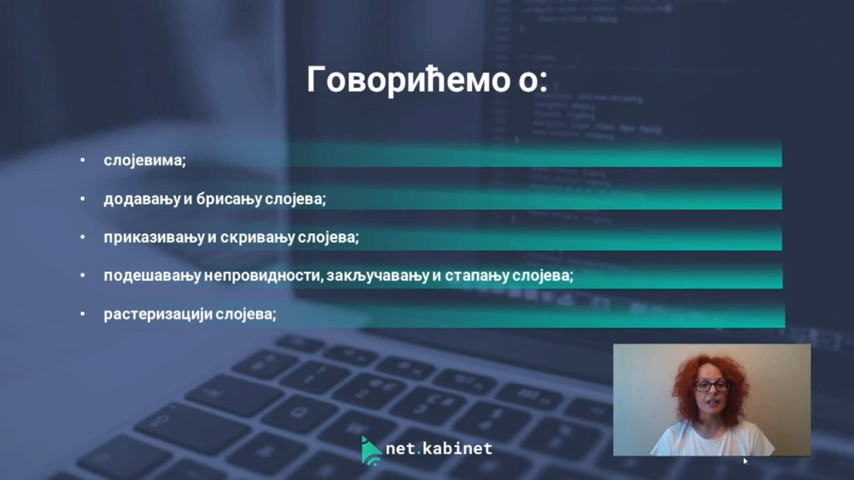 Говорићемо о:
• слојевима;
• додавању и брисању слојева;
• приказивању и скривању слојева;
• подешавању непровидности, закључавању и стапању слојева;
• растеризацији слојева;
net.kabinet